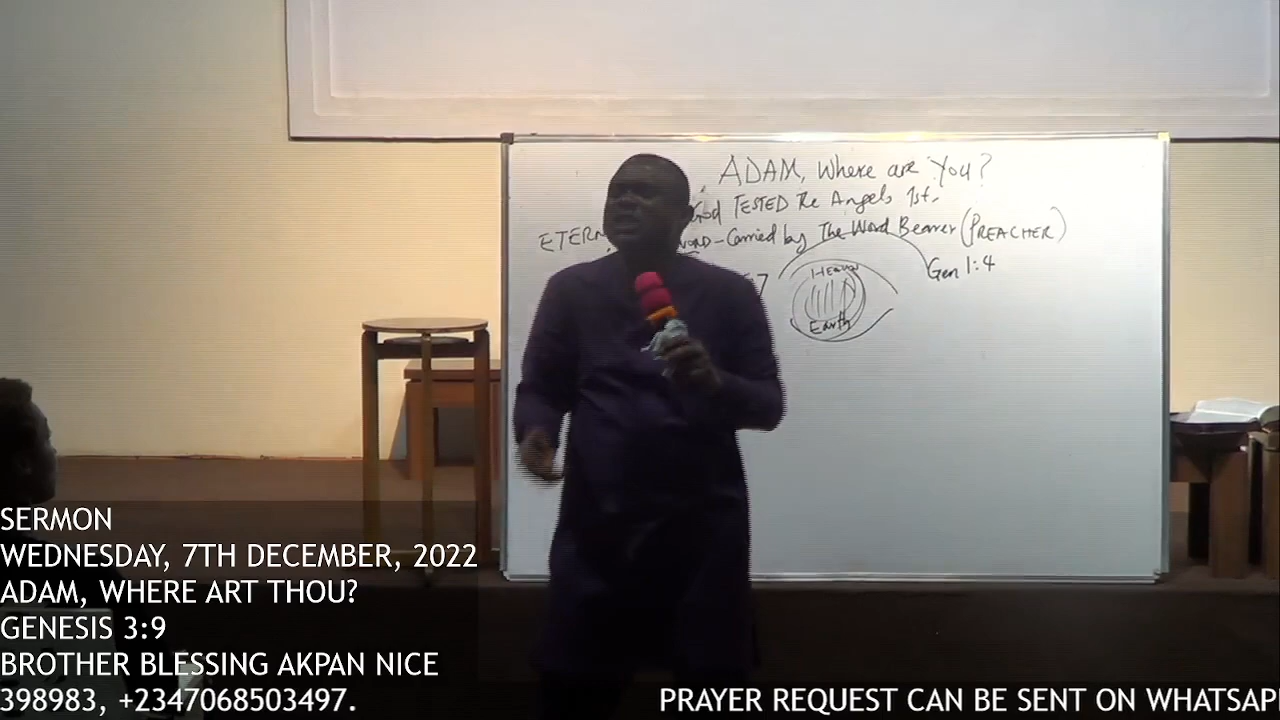 ADAM, Where are You?
God TESTED The Angels 1st.
ETERN WORD-Carried by The Word Bearer (PREACHER)
Gen 1:4
Heaven
Earth
SERMON
WEDNESDAY, 7TH DECEMBER, 2022
ADAM, WHERE ART THOU?
GENESIS 3:9
BROTHER BLESSING AKPAN NICE
398983, +2347068503497.
PRAYER REQUEST CAN BE SENT ON WHATSAP